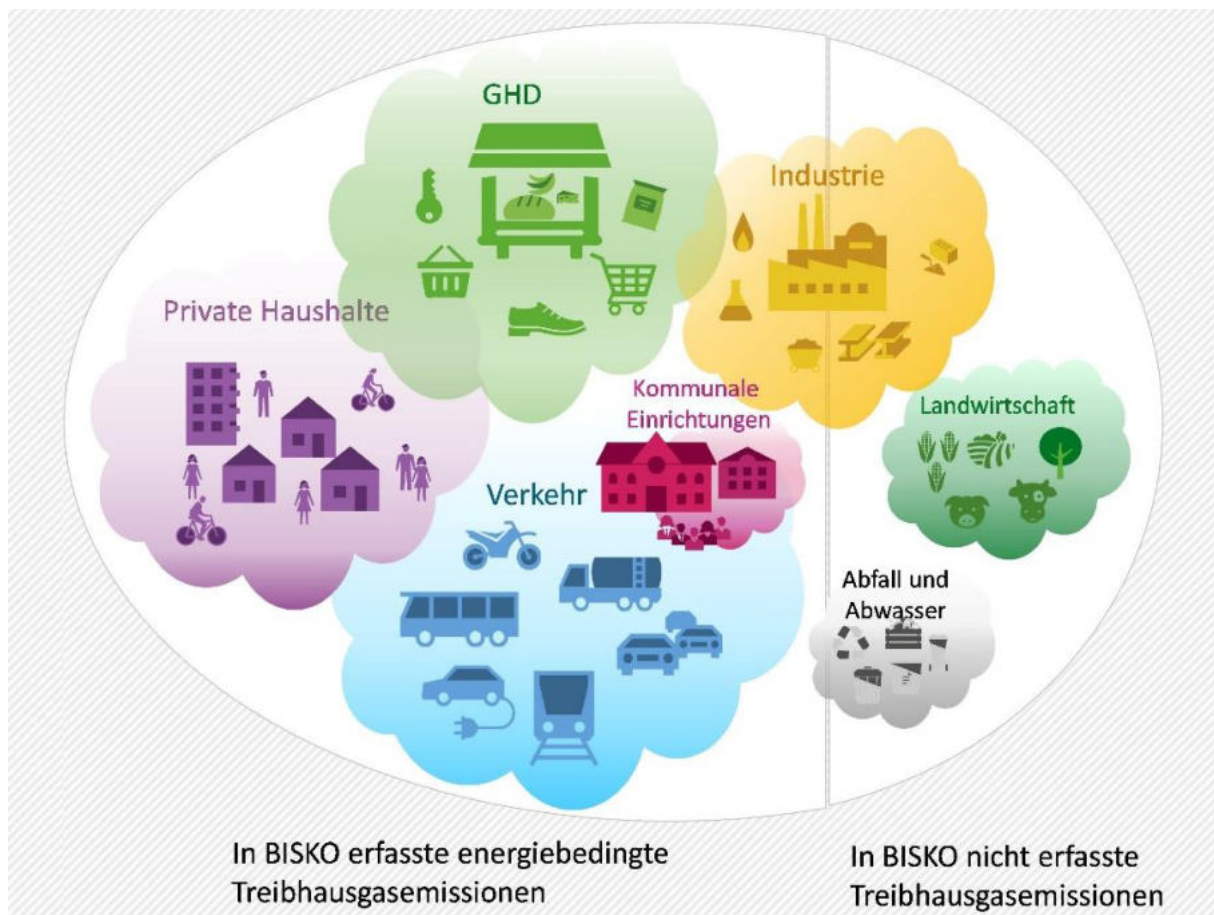 GHD
Industrie
Private Haushalte
Kommunale
Einrichtungen
Landwirtschaft
Verkehr
Abfall und
Abwasser
In BISKO erfasste energiebedingte
Treibhausgasemissionen
In BISKO nicht erfasste
Treibhausgasemissionen